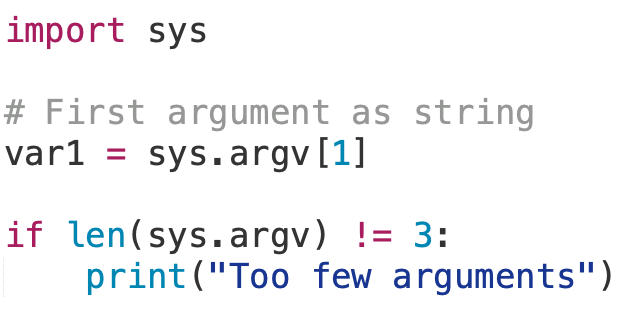 import sys
# First argument as string
var1 = sys.argv[1]
if len(sys.argv) != 3:
    print("Too few arguments")